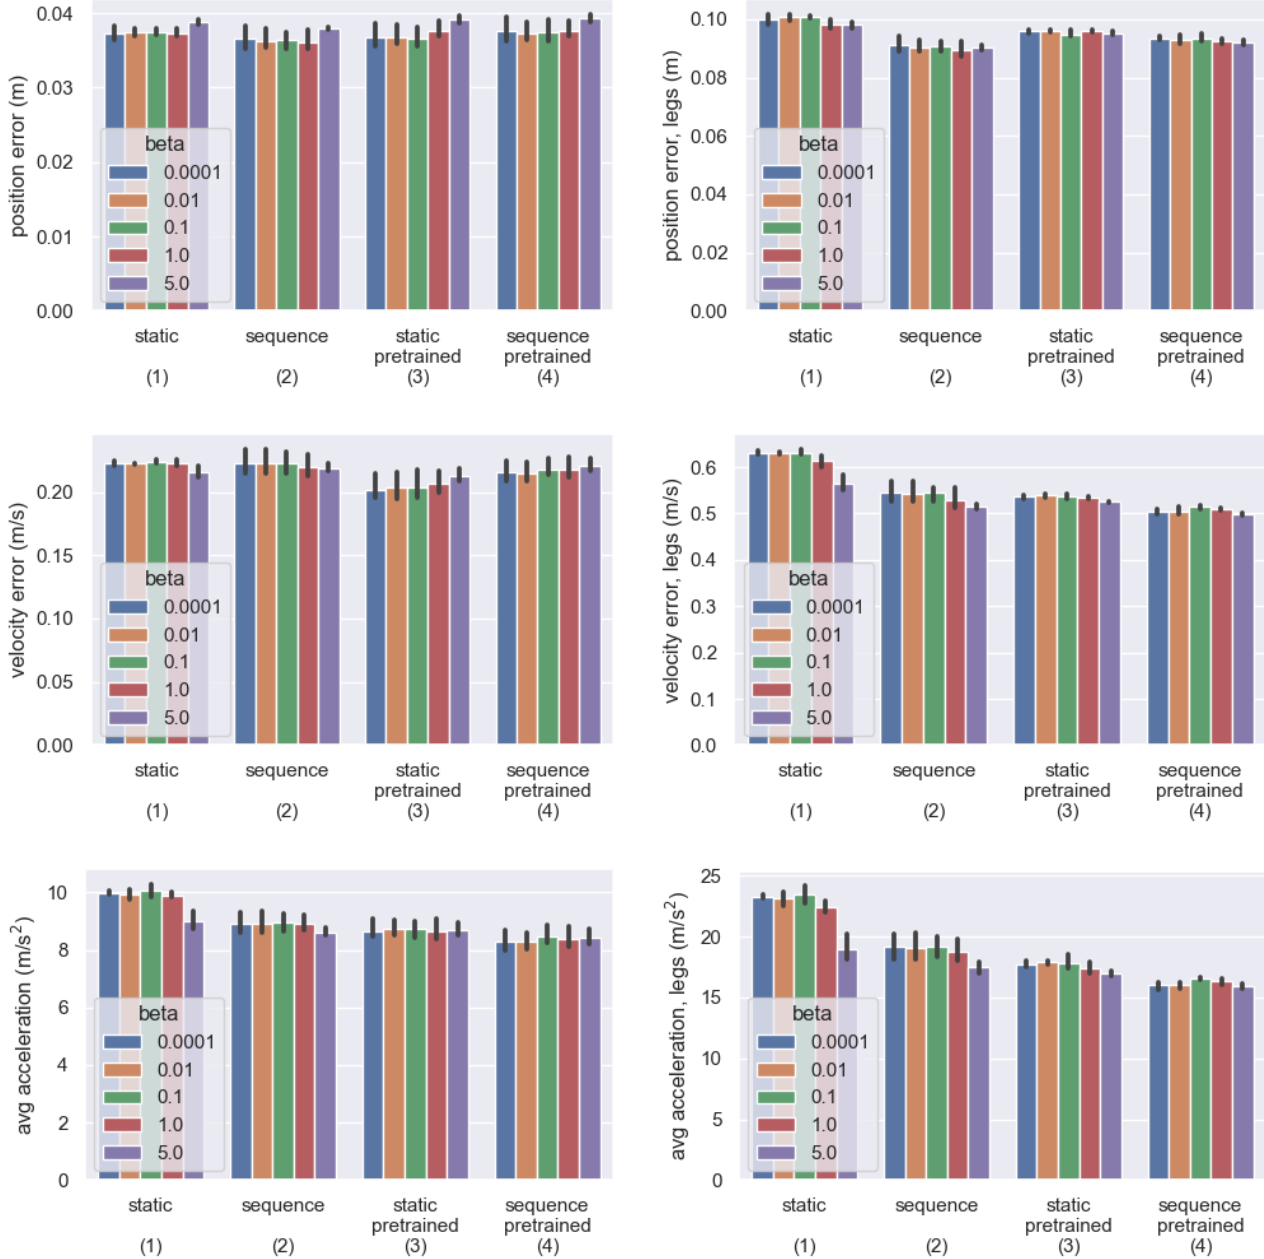 position error (m)
0.04
0.03
0.02
0.01
0.00
beta
0.0001
0.01
0.1
1.0
5.0
static
sequence
static
pretrained
sequence
pretrained
(1)
(2)
(3)
(4)
position error, legs (m)
0.10
0.08
0.06
0.04
0.02
0.00
beta
0.0001
0.01
0.1
1.0
5.0
static
sequence
static
pretrained
sequence
pretrained
(1)
(2)
(3)
(4)
velocity error (m/s)
0.20
0.15
0.10
0.05
0.00
beta
0.0001
0.01
0.1
1.0
5.0
static
sequence
static
pretrained
sequence
pretrained
(1)
(2)
(3)
(4)
velocity error, legs (m/s)
0.6
0.5
0.4
0.3
0.2
0.1
0.0
beta
0.0001
0.01
0.1
1.0
5.0
static
sequence
static
pretrained
sequence
pretrained
(1)
(2)
(3)
(4)
avg acceleration (m/s²)
10
8
6
4
2
0
beta
0.0001
0.01
0.1
1.0
5.0
static
sequence
static
pretrained
sequence
pretrained
(1)
(2)
(3)
(4)
avg acceleration, legs (m/s²)
25
20
15
10
5
0
beta
0.0001
0.01
0.1
1.0
5.0
static
sequence
static
pretrained
sequence
pretrained
(1)
(2)
(3)
(4)